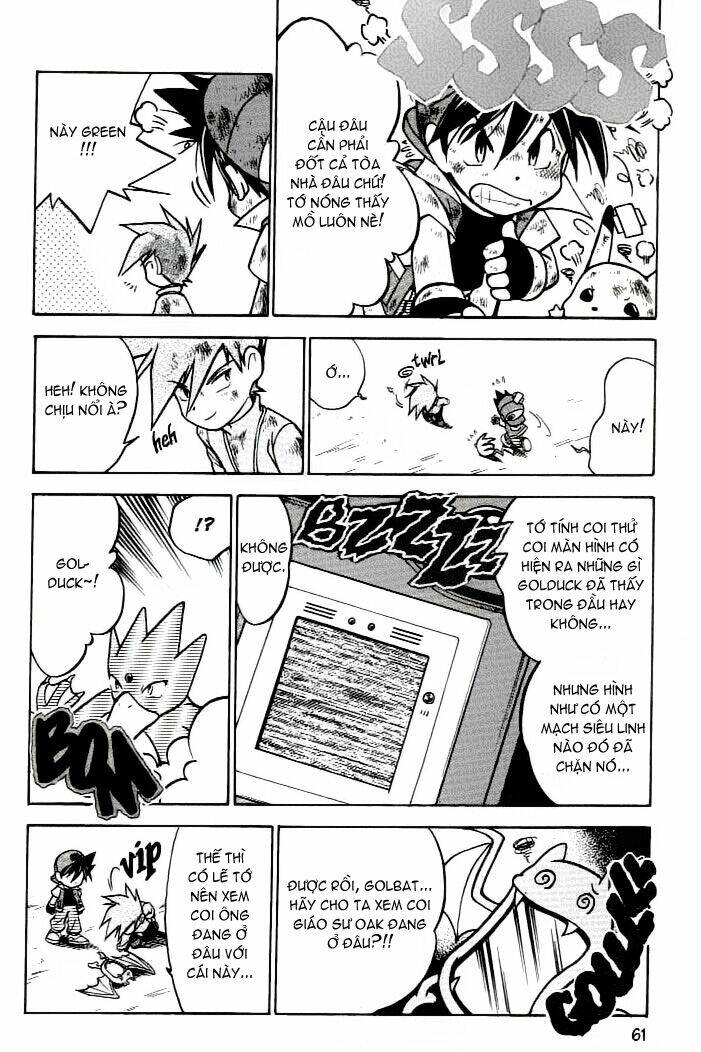 SSSS
NÀY GREEN
!!!
CẬU ĐÂU
CẦN PHẢI
ĐỐT CẢ TÒA
NHÀ ĐÂU CHỨ!
TỚ NÓNG THẤY
MỒ LUÔN NÈ!
HEH! KHÔNG
CHỊU NỔI À?
heh
Ớ...
twrL
NÀY!
!?
GOL-
DUCK~!
BOM
KHÔNG
ĐƯỢC.
BZZZZ
TỚ TÍNH COI THỬ
COI MÀN HÌNH CÓ
HIỆN RA NHỮNG GÌ
GOLDUCK ĐÃ THẤY
TRONG ĐẦU HAY
KHÔNG...
NHƯNG HÌNH
NHƯ CÓ MỘT
MẠCH SIÊU LINH
NÀO ĐÓ ĐÃ
CHẶN NÓ...
vip
THẾ THÌ
CÓ LẼ TỚ
NÊN XEM
COI ÔNG
ĐANG Ở
ĐÂU VỚI
CÁI NÀY...
ĐƯỢC RỒI, GOLBAT...
HÃY CHO TA XEM COI
GIÁO SƯ OAK ĐANG
Ở ĐÂU?!!
61